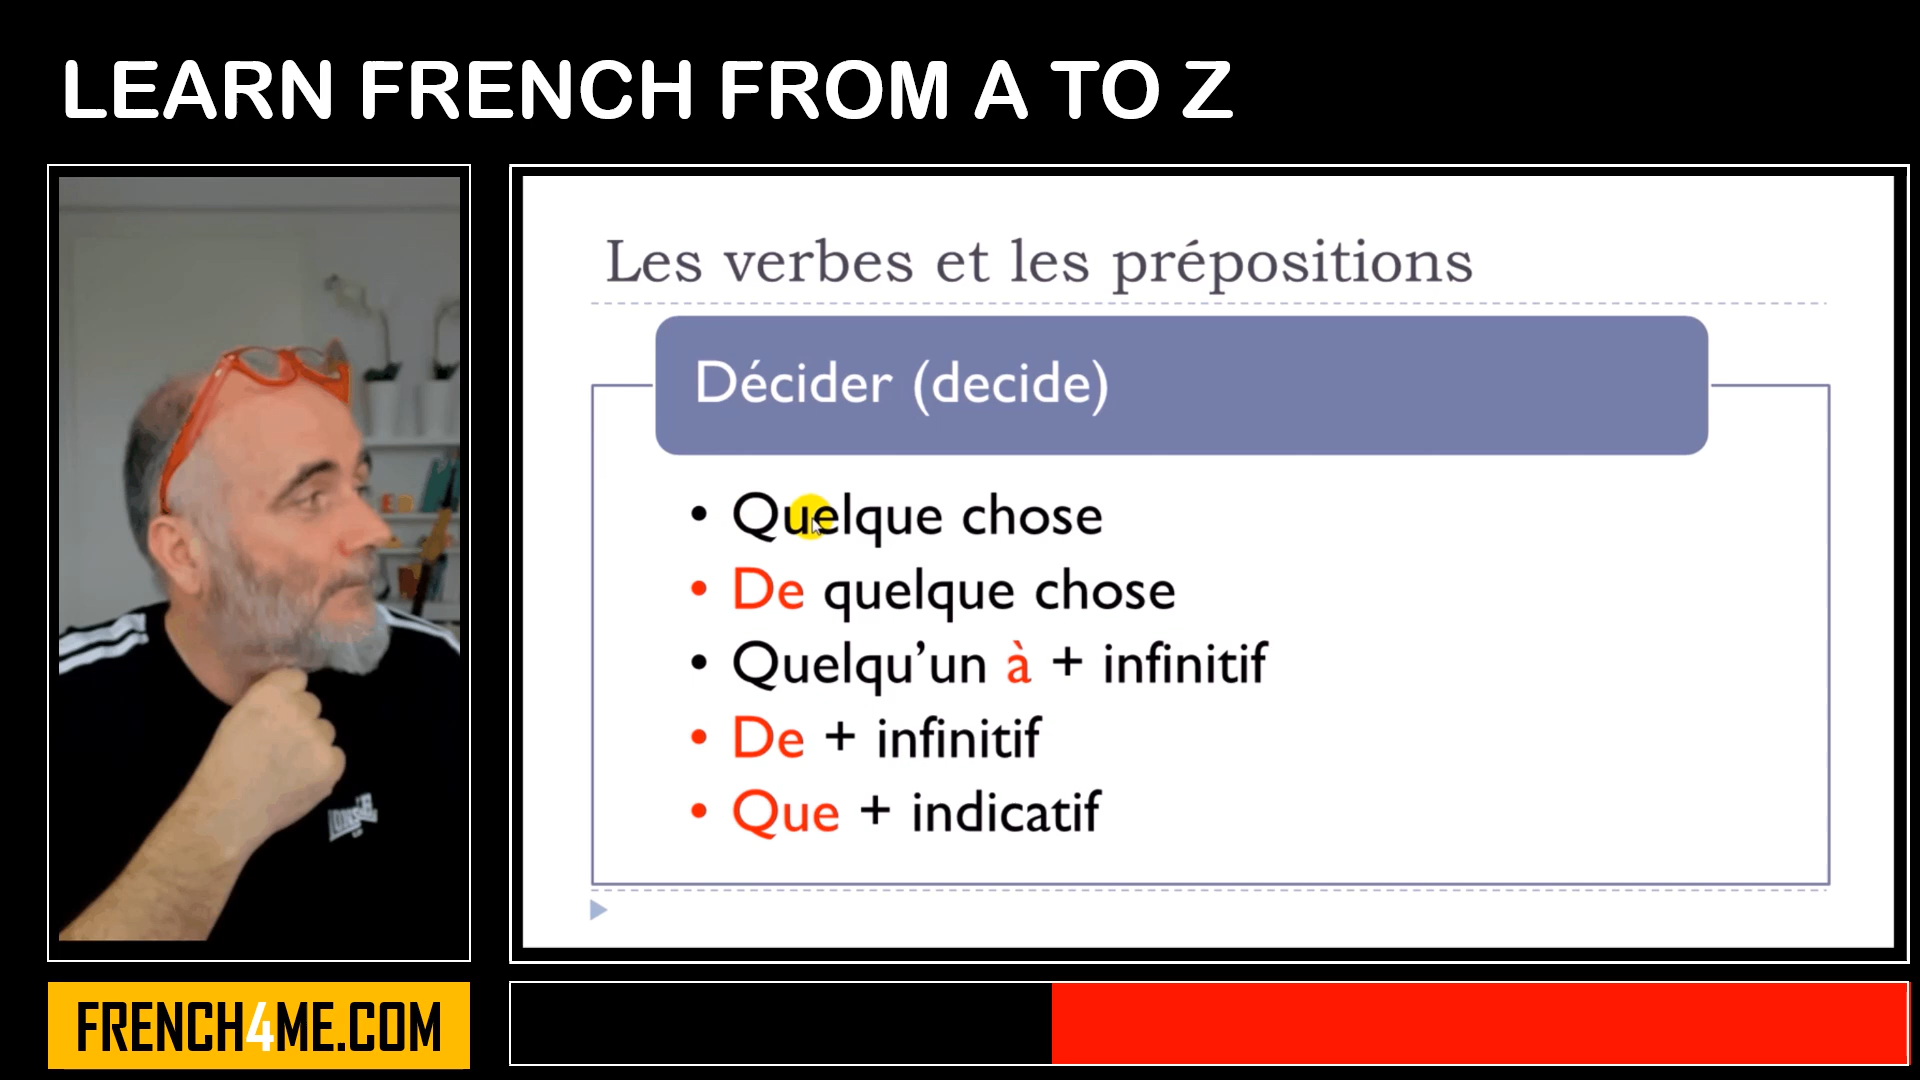 LEARN FRENCH FROM A TO Z
Les verbes et les prépositions
Décider (decide)
• Quelque chose
• De quelque chose
• Quelqu’un à + infinitif
• De + infinitif
• Que + indicatif
FRENCH4ME.COM